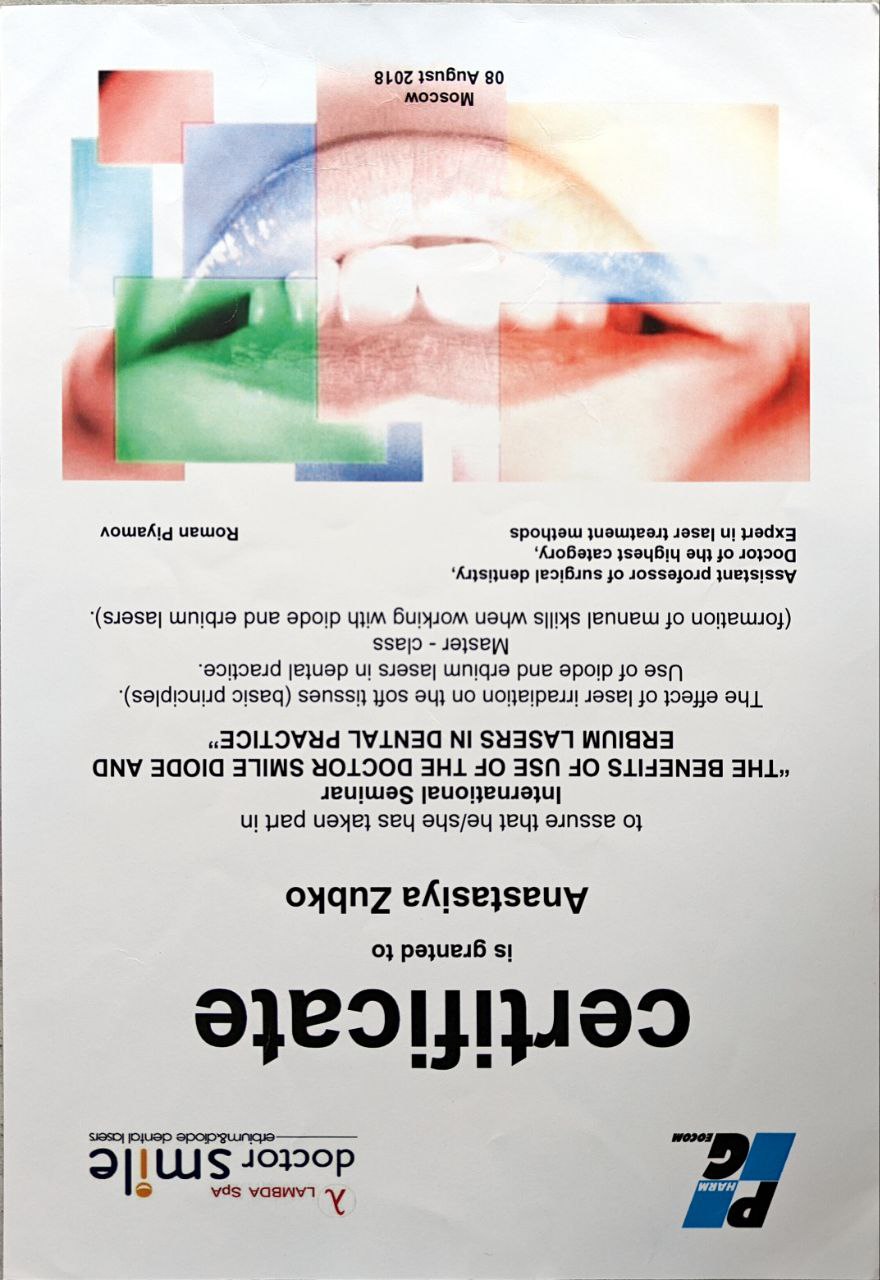 PHARM
GEOCOM
λ LAMBDA SpA
doctor smile
erbium&diode dental lasers
certificate
is granted to
Anastasiya Zubko
to assure that he/she has taken part in
International Seminar
“THE BENEFITS OF USE OF THE DOCTOR SMILE DIODE AND
ERBIUM LASERS IN DENTAL PRACTICE”
The effect of laser irradiation on the soft tissues (basic principles).
Use of diode and erbium lasers in dental practice.
Master - class
(formation of manual skills when working with diode and erbium lasers).
Assistant professor of surgical dentistry,
Doctor of the highest category,
Expert in laser treatment methods Roman Piyamov
Moscow
08 August 2018